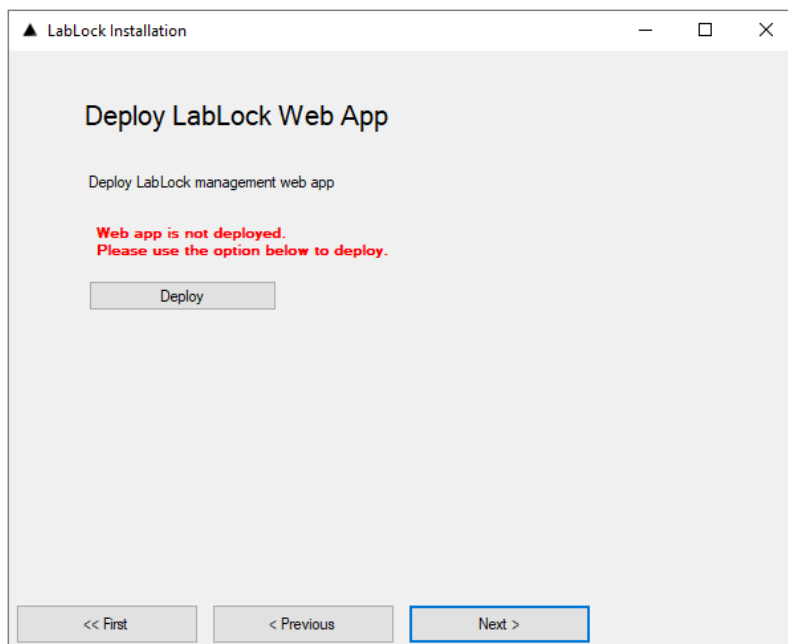 LabLock Installation
Deploy LabLock Web App
Deploy LabLock management web app
Web app is not deployed.
Please use the option below to deploy.
Deploy
<< First
< Previous
Next >